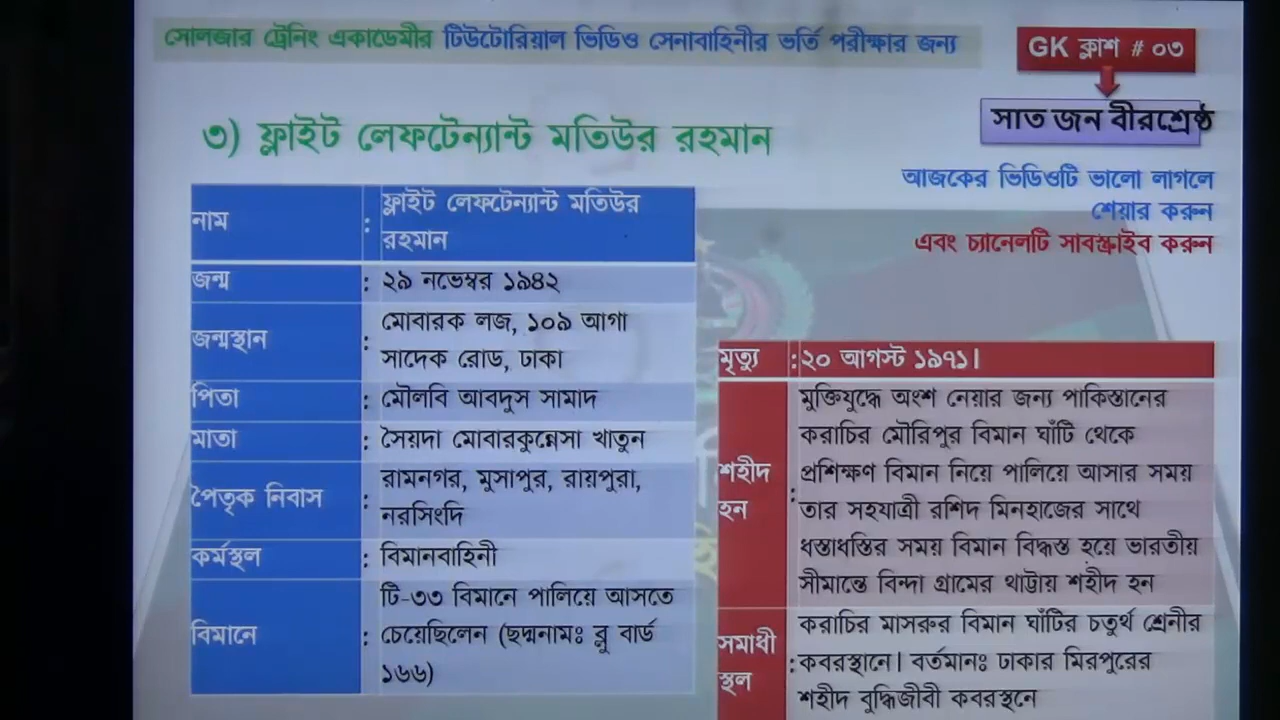 সোলজার ট্রেনিং একাডেমীর টিউটোরিয়াল ভিডিও সেনাবাহিনীর ভর্তি পরীক্ষার জন্য
GK ক্লাশ # ০৩
সাত জন বীরশ্রেষ্ঠ
৩) ফ্লাইট লেফটেন্যান্ট মতিউর রহমান
আজকের ভিডিওটি ভালো লাগলে
শেয়ার করুন
এবং চ্যানেলটি সাবস্ক্রাইব করুন
নাম : ফ্লাইট লেফটেন্যান্ট মতিউর
রহমান
জন্ম : ২৯ নভেম্বর ১৯৪২
জন্মস্থান : মোবারক লজ, ১০৯ আগা
সাদেক রোড, ঢাকা
পিতা : মৌলবি আবদুস সামাদ
মাতা : সৈয়দা মোবারকুন্নেসা খাতুন
পৈতৃক নিবাস : রামনগর, মুসাপুর, রায়পুরা,
নরসিংদি
কর্মস্থল : বিমানবাহিনী
বিমানে : টি-৩৩ বিমানে পালিয়ে আসতে
চেয়েছিলেন (ছদ্মনামঃ ব্লু বার্ড
১৬৬)
মৃত্যু : ২০ আগস্ট ১৯৭১।
শহীদ হন : মুক্তিযুদ্ধে অংশ নেয়ার জন্য পাকিস্তানের
করাচির মৌরিপুর বিমান ঘাঁটি থেকে
প্রশিক্ষণ বিমান নিয়ে পালিয়ে আসার সময়
তার সহযাত্রী রশিদ মিনহাজের সাথে
ধস্তাধস্তির সময় বিমান বিদ্ধস্ত হয়ে ভারতীয়
সীমান্তে বিন্দা গ্রামের থাট্টায় শহীদ হন
সমাধী স্থল : করাচির মাসরুর বিমান ঘাঁটির চতুর্থ শ্রেনীর
কবরস্থানে। বর্তমানঃ ঢাকার মিরপুরের
শহীদ বুদ্ধিজীবী কবরস্থনে